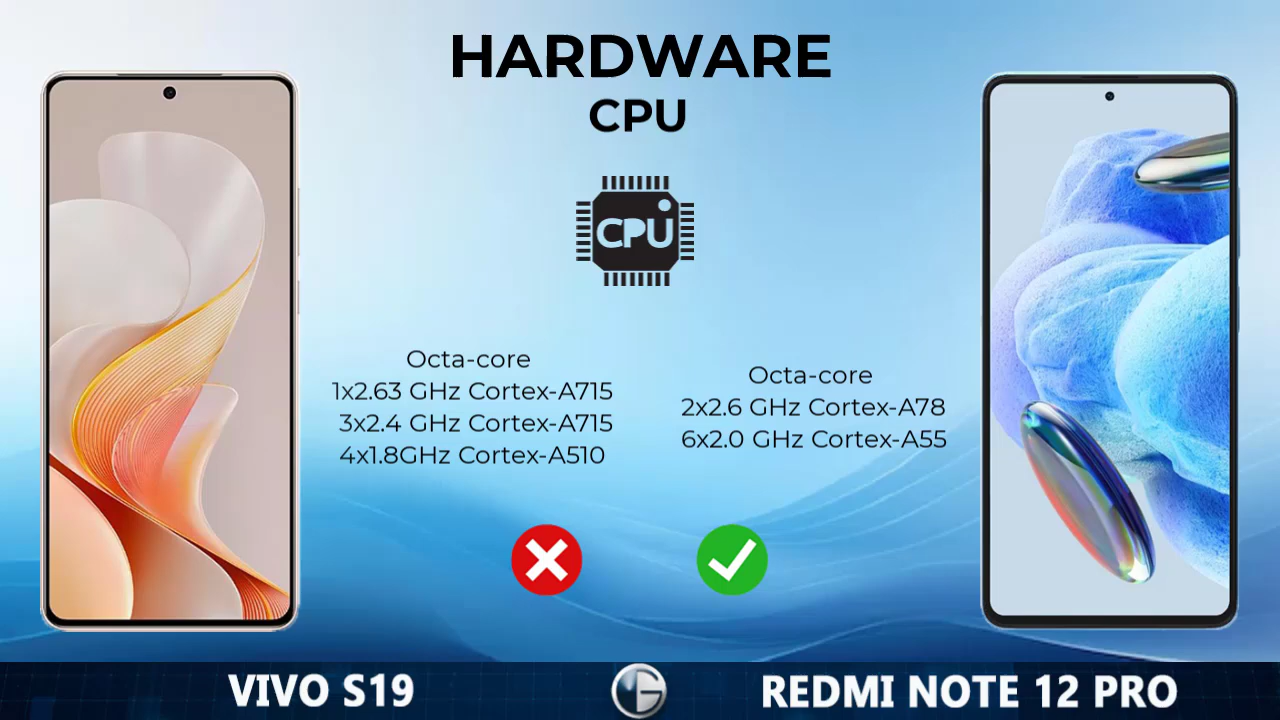 HARDWARE
CPU
CPU
Octa-core
1x2.63 GHz Cortex-A715
3x2.4 GHz Cortex-A715
4x1.8GHz Cortex-A510
Octa-core
2x2.6 GHz Cortex-A78
6x2.0 GHz Cortex-A55
VIVO S19
REDMI NOTE 12 PRO